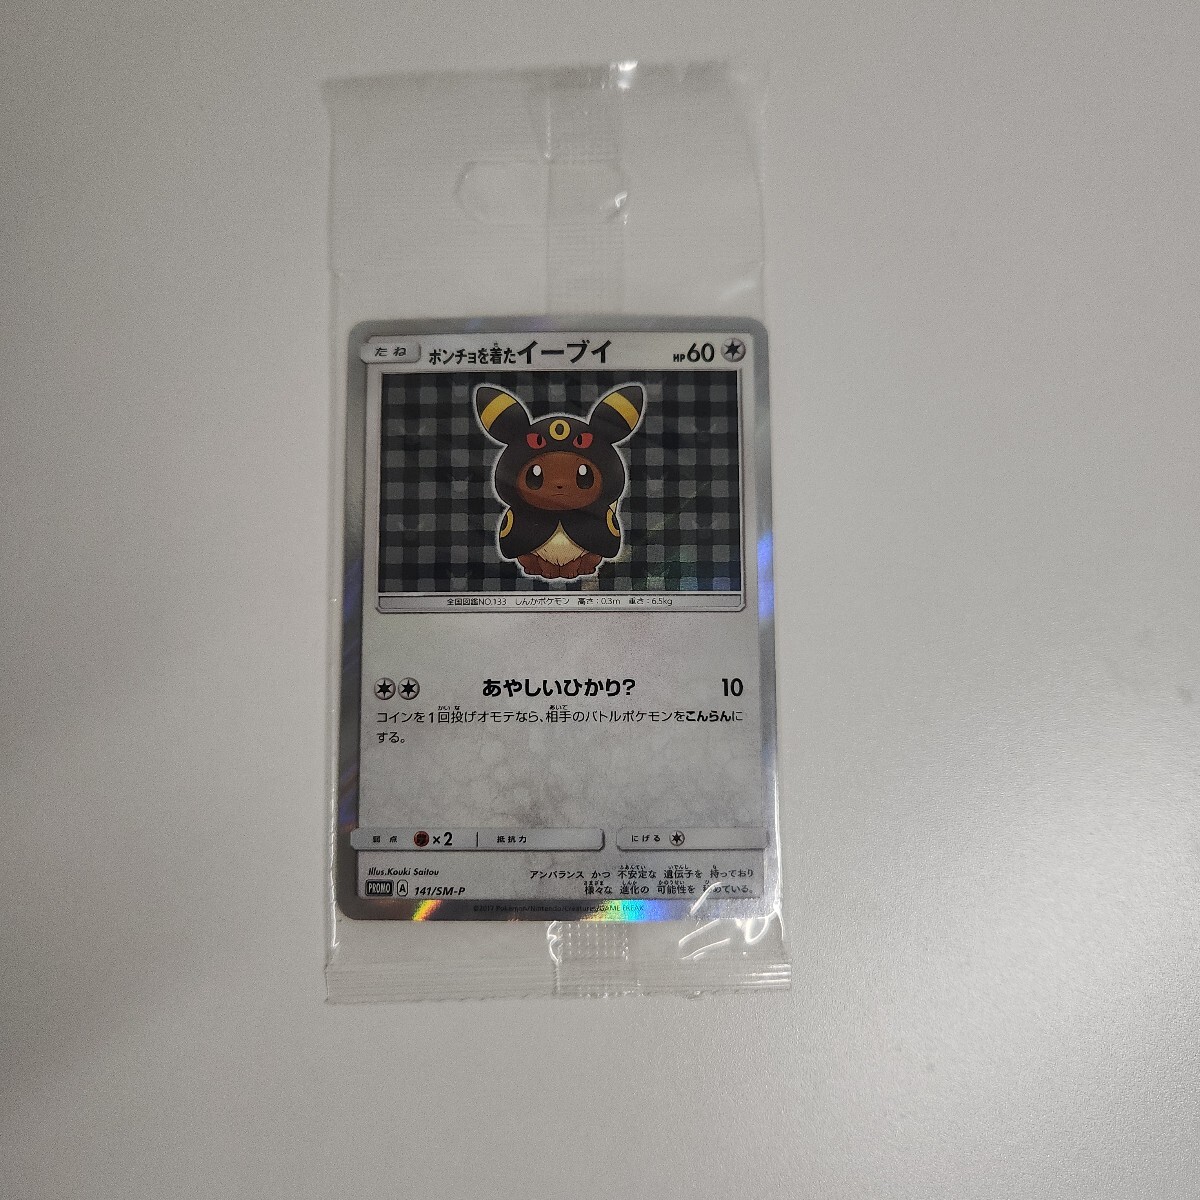 たね ポンチョを着たイーブイ HP60
全国図鑑NO.133 しんかポケモン 高さ:0.3m 重さ:6.5kg
あやしいひかり? 10
コインを1回投げオモテなら、相手のバトルポケモンをこんらんに
する。
弱点 ×2 抵抗力 にげる
Illus.Kouki Saitou
アンバランス かつ 不安定な 遺伝子を 持っており
様々な 進化の 可能性を 秘めている。
PROMO A 141/SM-P
©2017 Pokémon/Nintendo/Creatures/GAME FREAK